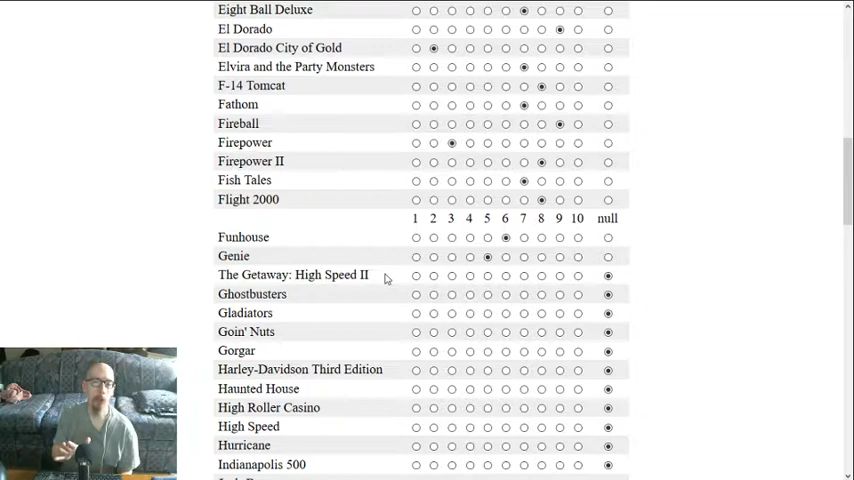 Eight Ball Deluxe
El Dorado
El Dorado City of Gold
Elvira and the Party Monsters
F-14 Tomcat
Fathom
Fireball
Firepower
Firepower II
Fish Tales
Flight 2000
1 2 3 4 5 6 7 8 9 10 null
Funhouse
Genie
The Getaway: High Speed II
Ghostbusters
Gladiators
Goin' Nuts
Gorgar
Harley-Davidson Third Edition
Haunted House
High Roller Casino
High Speed
Hurricane
Indianapolis 500